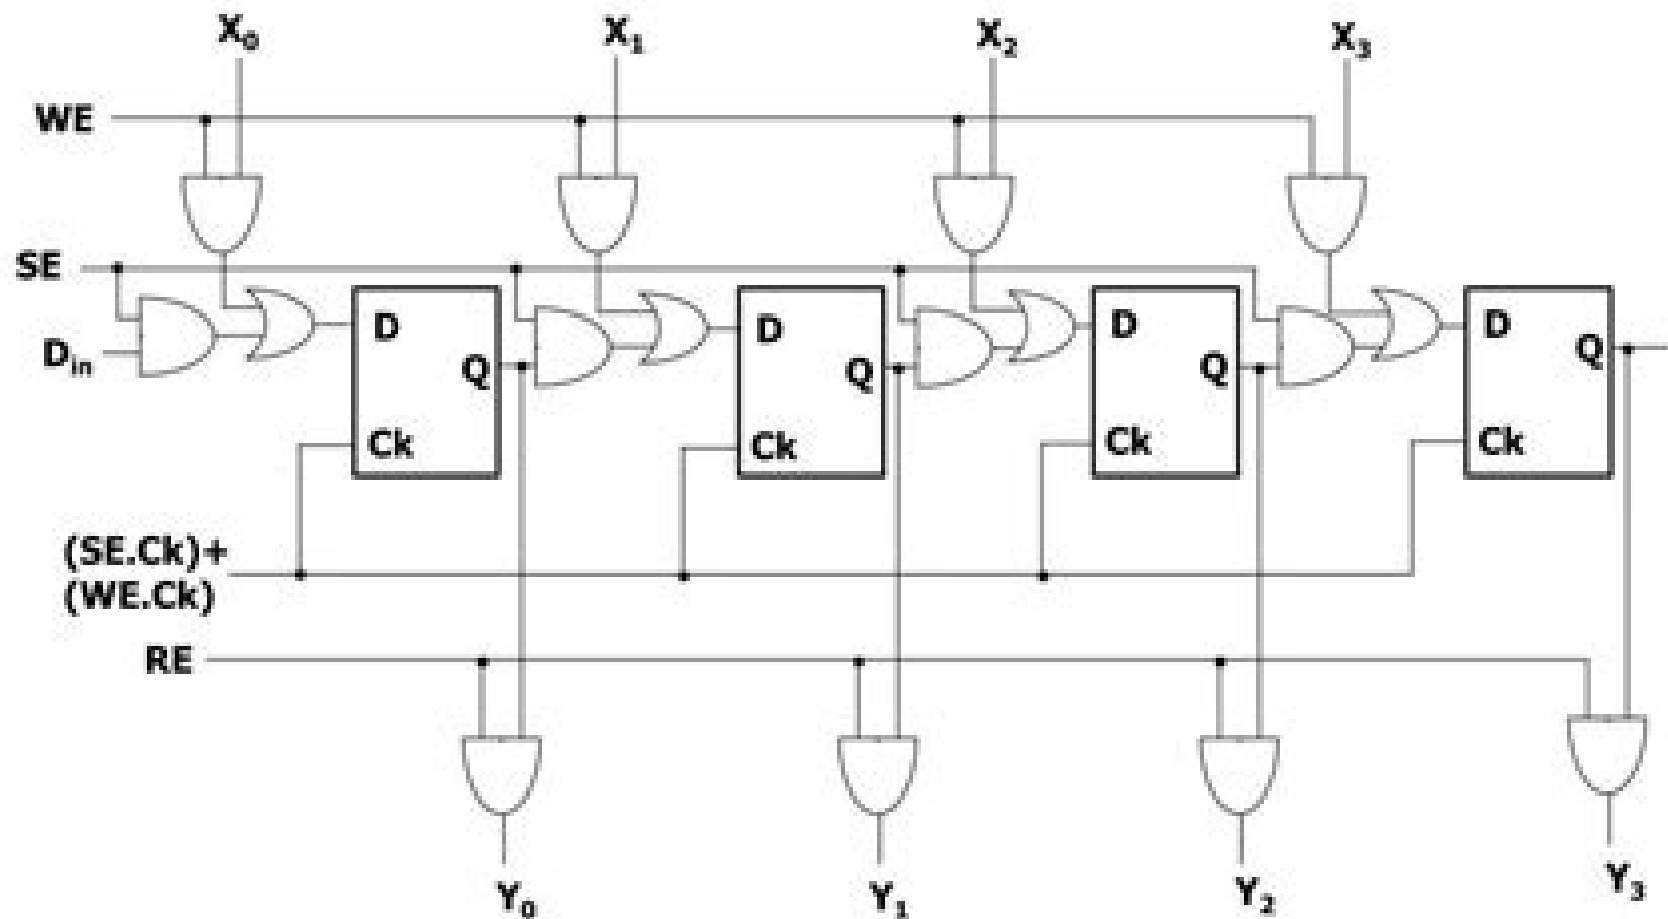 X₀ X₁ X₂ X₃
WE
SE
Dᵢₙ
D D D D
Q Q Q Q
Ck Ck Ck Ck
(SE.Ck)+
(WE.Ck)
RE
Y₀ Y₁ Y₂ Y₃